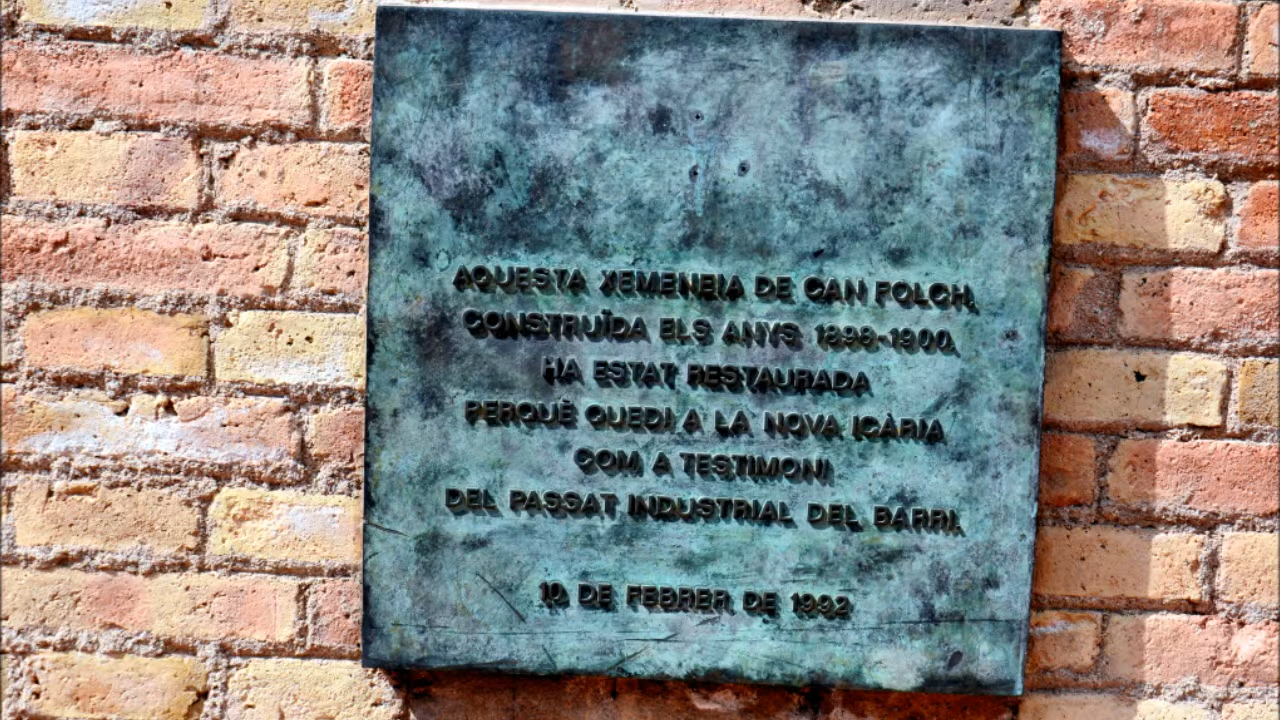 AQUESTA XEMENEIA DE CAN FOLCH,
CONSTRUÏDA ELS ANYS 1898-1900,
HA ESTAT RESTAURADA
PERQUÈ QUEDI A LA NOVA ICÀRIA
COM A TESTIMONI
DEL PASSAT INDUSTRIAL DEL BARRI.
10 DE FEBRER DE 1992